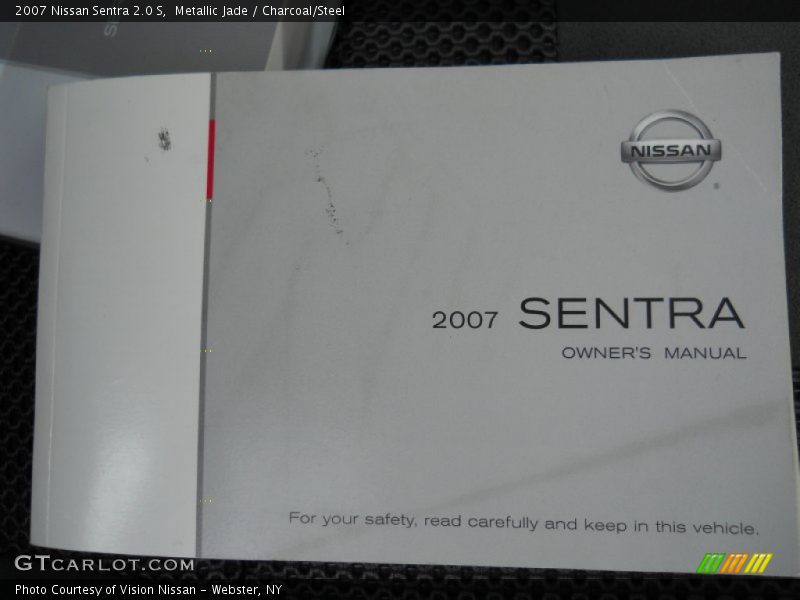 2007 Nissan Sentra 2.0 S,  Metallic Jade / Charcoal/Steel
NISSAN
®
2007 SENTRA
OWNER'S MANUAL
For your safety, read carefully and keep in this vehicle.
GTCARLOT.COM
Photo Courtesy of Vision Nissan - Webster, NY